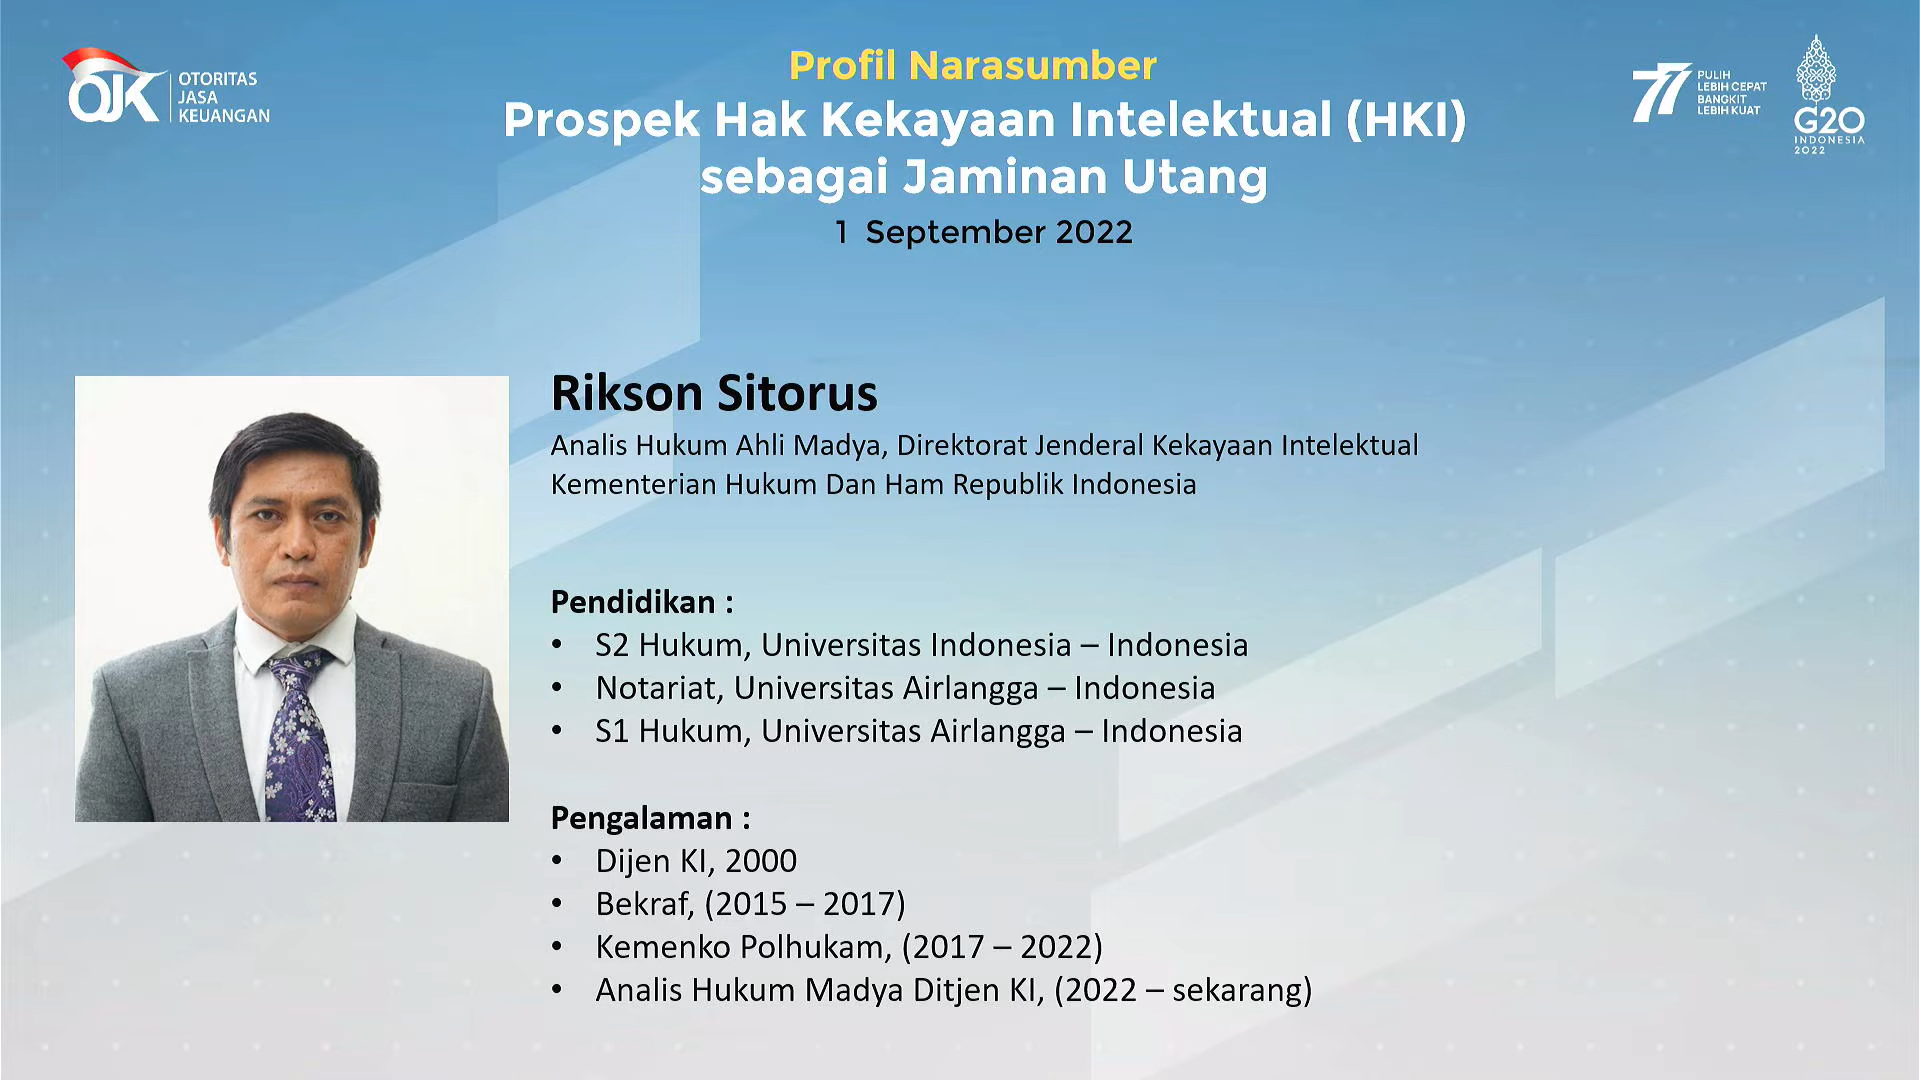 OJK
OTORITAS
JASA
KEUANGAN
Profil Narasumber
Prospek Hak Kekayaan Intelektual (HKI)
sebagai Jaminan Utang
1 September 2022
77
PULIH
LEBIH CEPAT
BANGKIT
LEBIH KUAT
G20
INDONESIA
2022
Rikson Sitorus
Analis Hukum Ahli Madya, Direktorat Jenderal Kekayaan Intelektual
Kementerian Hukum Dan Ham Republik Indonesia
Pendidikan :
• S2 Hukum, Universitas Indonesia – Indonesia
• Notariat, Universitas Airlangga – Indonesia
• S1 Hukum, Universitas Airlangga – Indonesia
Pengalaman :
• Dijen KI, 2000
• Bekraf, (2015 – 2017)
• Kemenko Polhukam, (2017 – 2022)
• Analis Hukum Madya Ditjen KI, (2022 – sekarang)